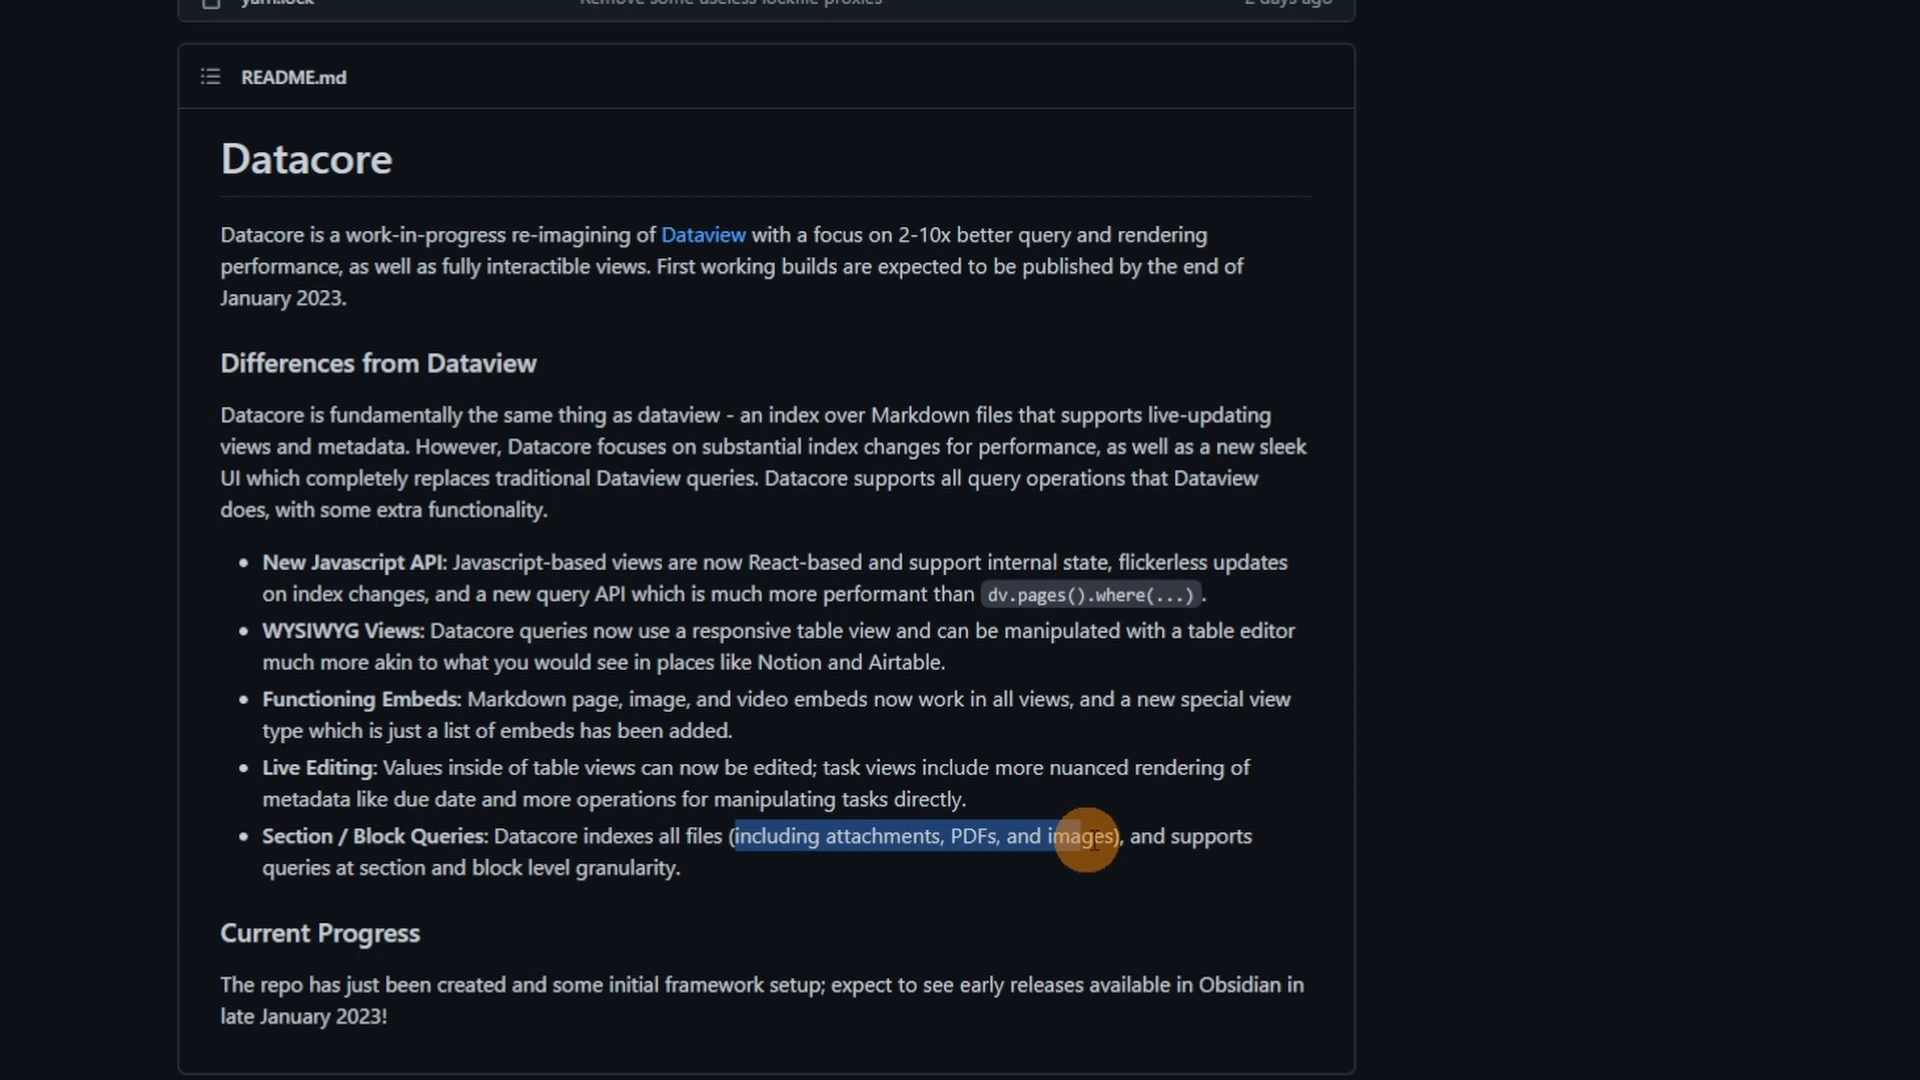 yarn.lock Remove some useless lockfile proxies 2 days ago
README.md
Datacore
Datacore is a work-in-progress re-imagining of Dataview with a focus on 2-10x better query and rendering
performance, as well as fully interactible views. First working builds are expected to be published by the end of
January 2023.
Differences from Dataview
Datacore is fundamentally the same thing as dataview - an index over Markdown files that supports live-updating
views and metadata. However, Datacore focuses on substantial index changes for performance, as well as a new sleek
UI which completely replaces traditional Dataview queries. Datacore supports all query operations that Dataview
does, with some extra functionality.
• New Javascript API: Javascript-based views are now React-based and support internal state, flickerless updates
on index changes, and a new query API which is much more performant than dv.pages().where(...).
• WYSIWYG Views: Datacore queries now use a responsive table view and can be manipulated with a table editor
much more akin to what you would see in places like Notion and Airtable.
• Functioning Embeds: Markdown page, image, and video embeds now work in all views, and a new special view
type which is just a list of embeds has been added.
• Live Editing: Values inside of table views can now be edited; task views include more nuanced rendering of
metadata like due date and more operations for manipulating tasks directly.
• Section / Block Queries: Datacore indexes all files (including attachments, PDFs, and images), and supports
queries at section and block level granularity.
Current Progress
The repo has just been created and some initial framework setup; expect to see early releases available in Obsidian in
late January 2023!